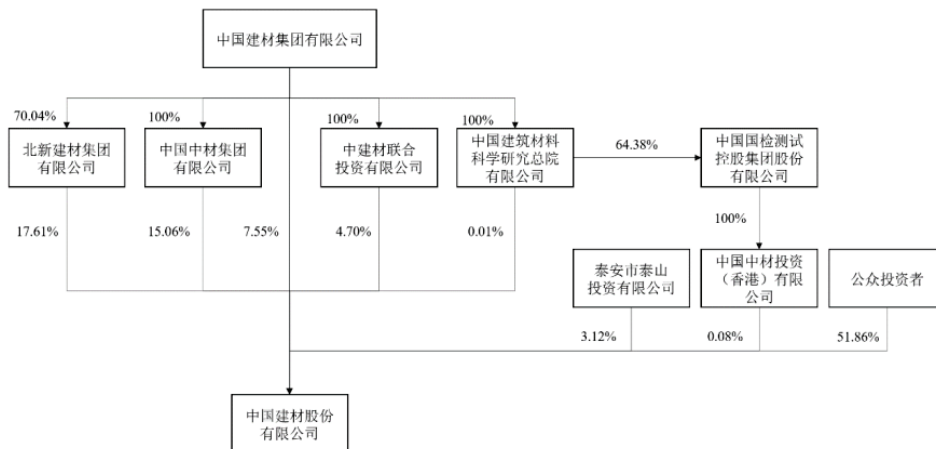 中国建材集团有限公司
70.04%
100%
100%
100%
北新建材集团
有限公司
中国中材集团
有限公司
中建材联合
投资有限公司
中国建筑材料
科学研究总院
有限公司
64.38%
中国国检测试
控股集团股份
有限公司
17.61%
15.06%
7.55%
4.70%
0.01%
100%
泰安市泰山
投资有限公司
中国中材投资
（香港）有限
公司
公众投资者
3.12%
0.08%
51.86%
中国建材股份
有限公司